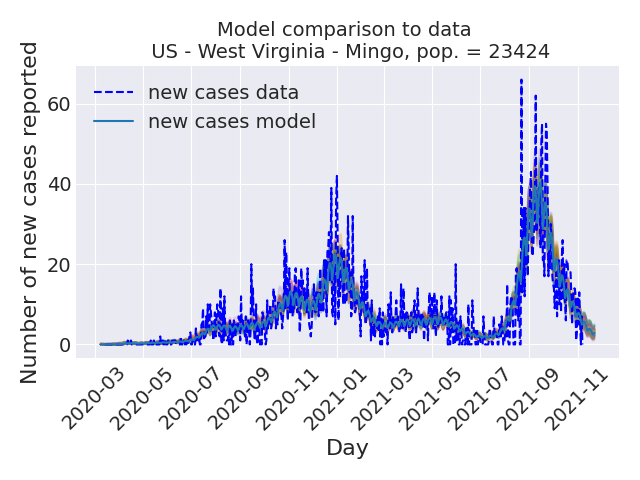 Model comparison to data
US - West Virginia - Mingo, pop. = 23424
Number of new cases reported
60
40
20
0
new cases data
new cases model
2020-03
2020-05
2020-07
2020-09
2020-11
2021-01
2021-03
2021-05
2021-07
2021-09
2021-11
Day